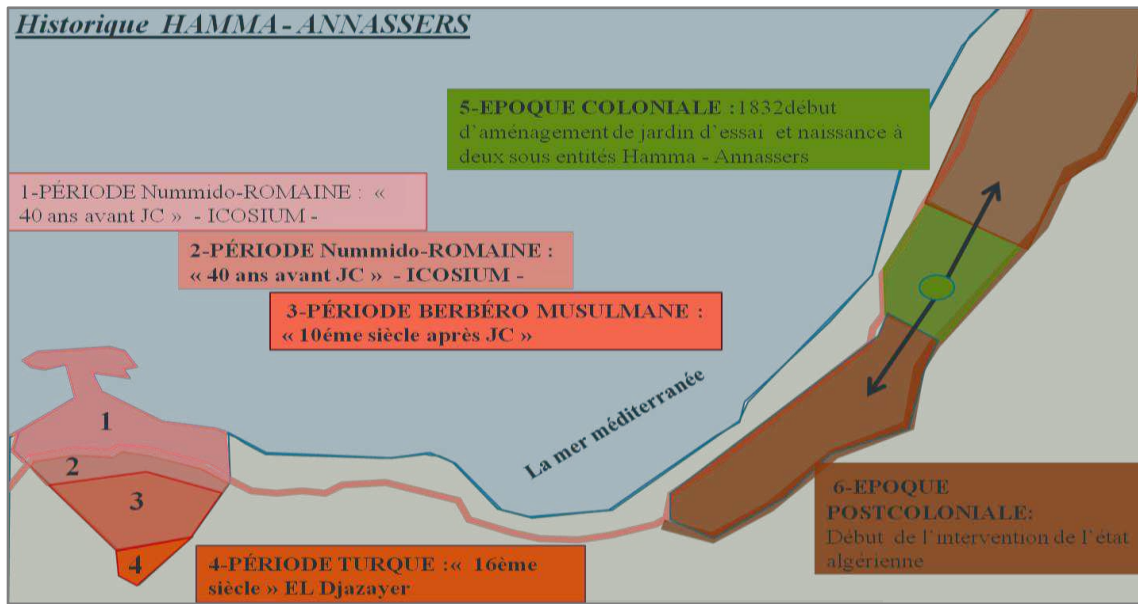 Historique HAMMA - ANNASSERS
5-EPOQUE COLONIALE : 1832début
d'aménagement de jardin d'essai et naissance à
deux sous entités Hamma - Annassers
1-PÉRIODE Nummido-ROMAINE : «
40 ans avant JC » - ICOSIUM -
2-PÉRIODE Nummido-ROMAINE :
« 40 ans avant JC » - ICOSIUM -
3-PÉRIODE BERBÉRO MUSULMANE :
« 10éme siècle après JC »
La mer méditerranée
1
2
3
4
4-PÉRIODE TURQUE :« 16ème
siècle » EL Djazayer
6-EPOQUE
POSTCOLONIALE:
Début de l'intervention de l'état
algérienne